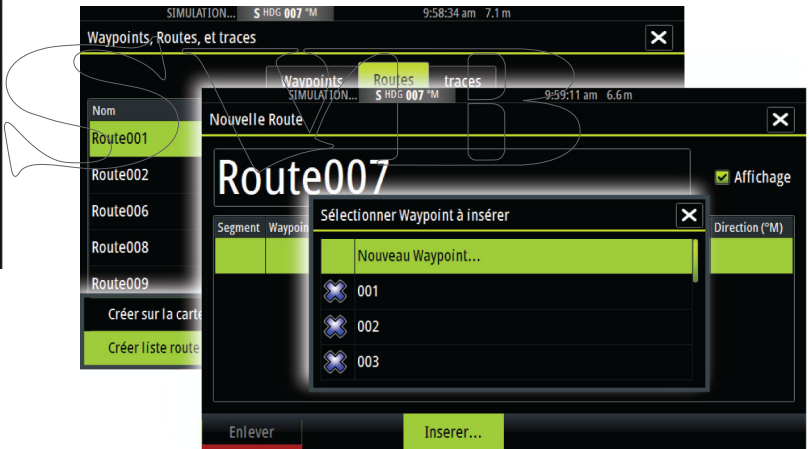 SIMULATION... S HDG 007 °M 9:58:34 am 7.1 m
Waypoints, Routes, et traces
Waypoints Routes traces
Nom
Route001
Route002
Route006
Route008
Route009
Créer sur la carte
Créer liste route
SIMULATION... S HDG 007 °M 9:59:11 am 6.6 m
Nouvelle Route
Route007
Affichage
Segment Waypoin Direction (°M)
Sélectionner Waypoint à insérer
Nouveau Waypoint...
001
002
003
Enlever Inserer...